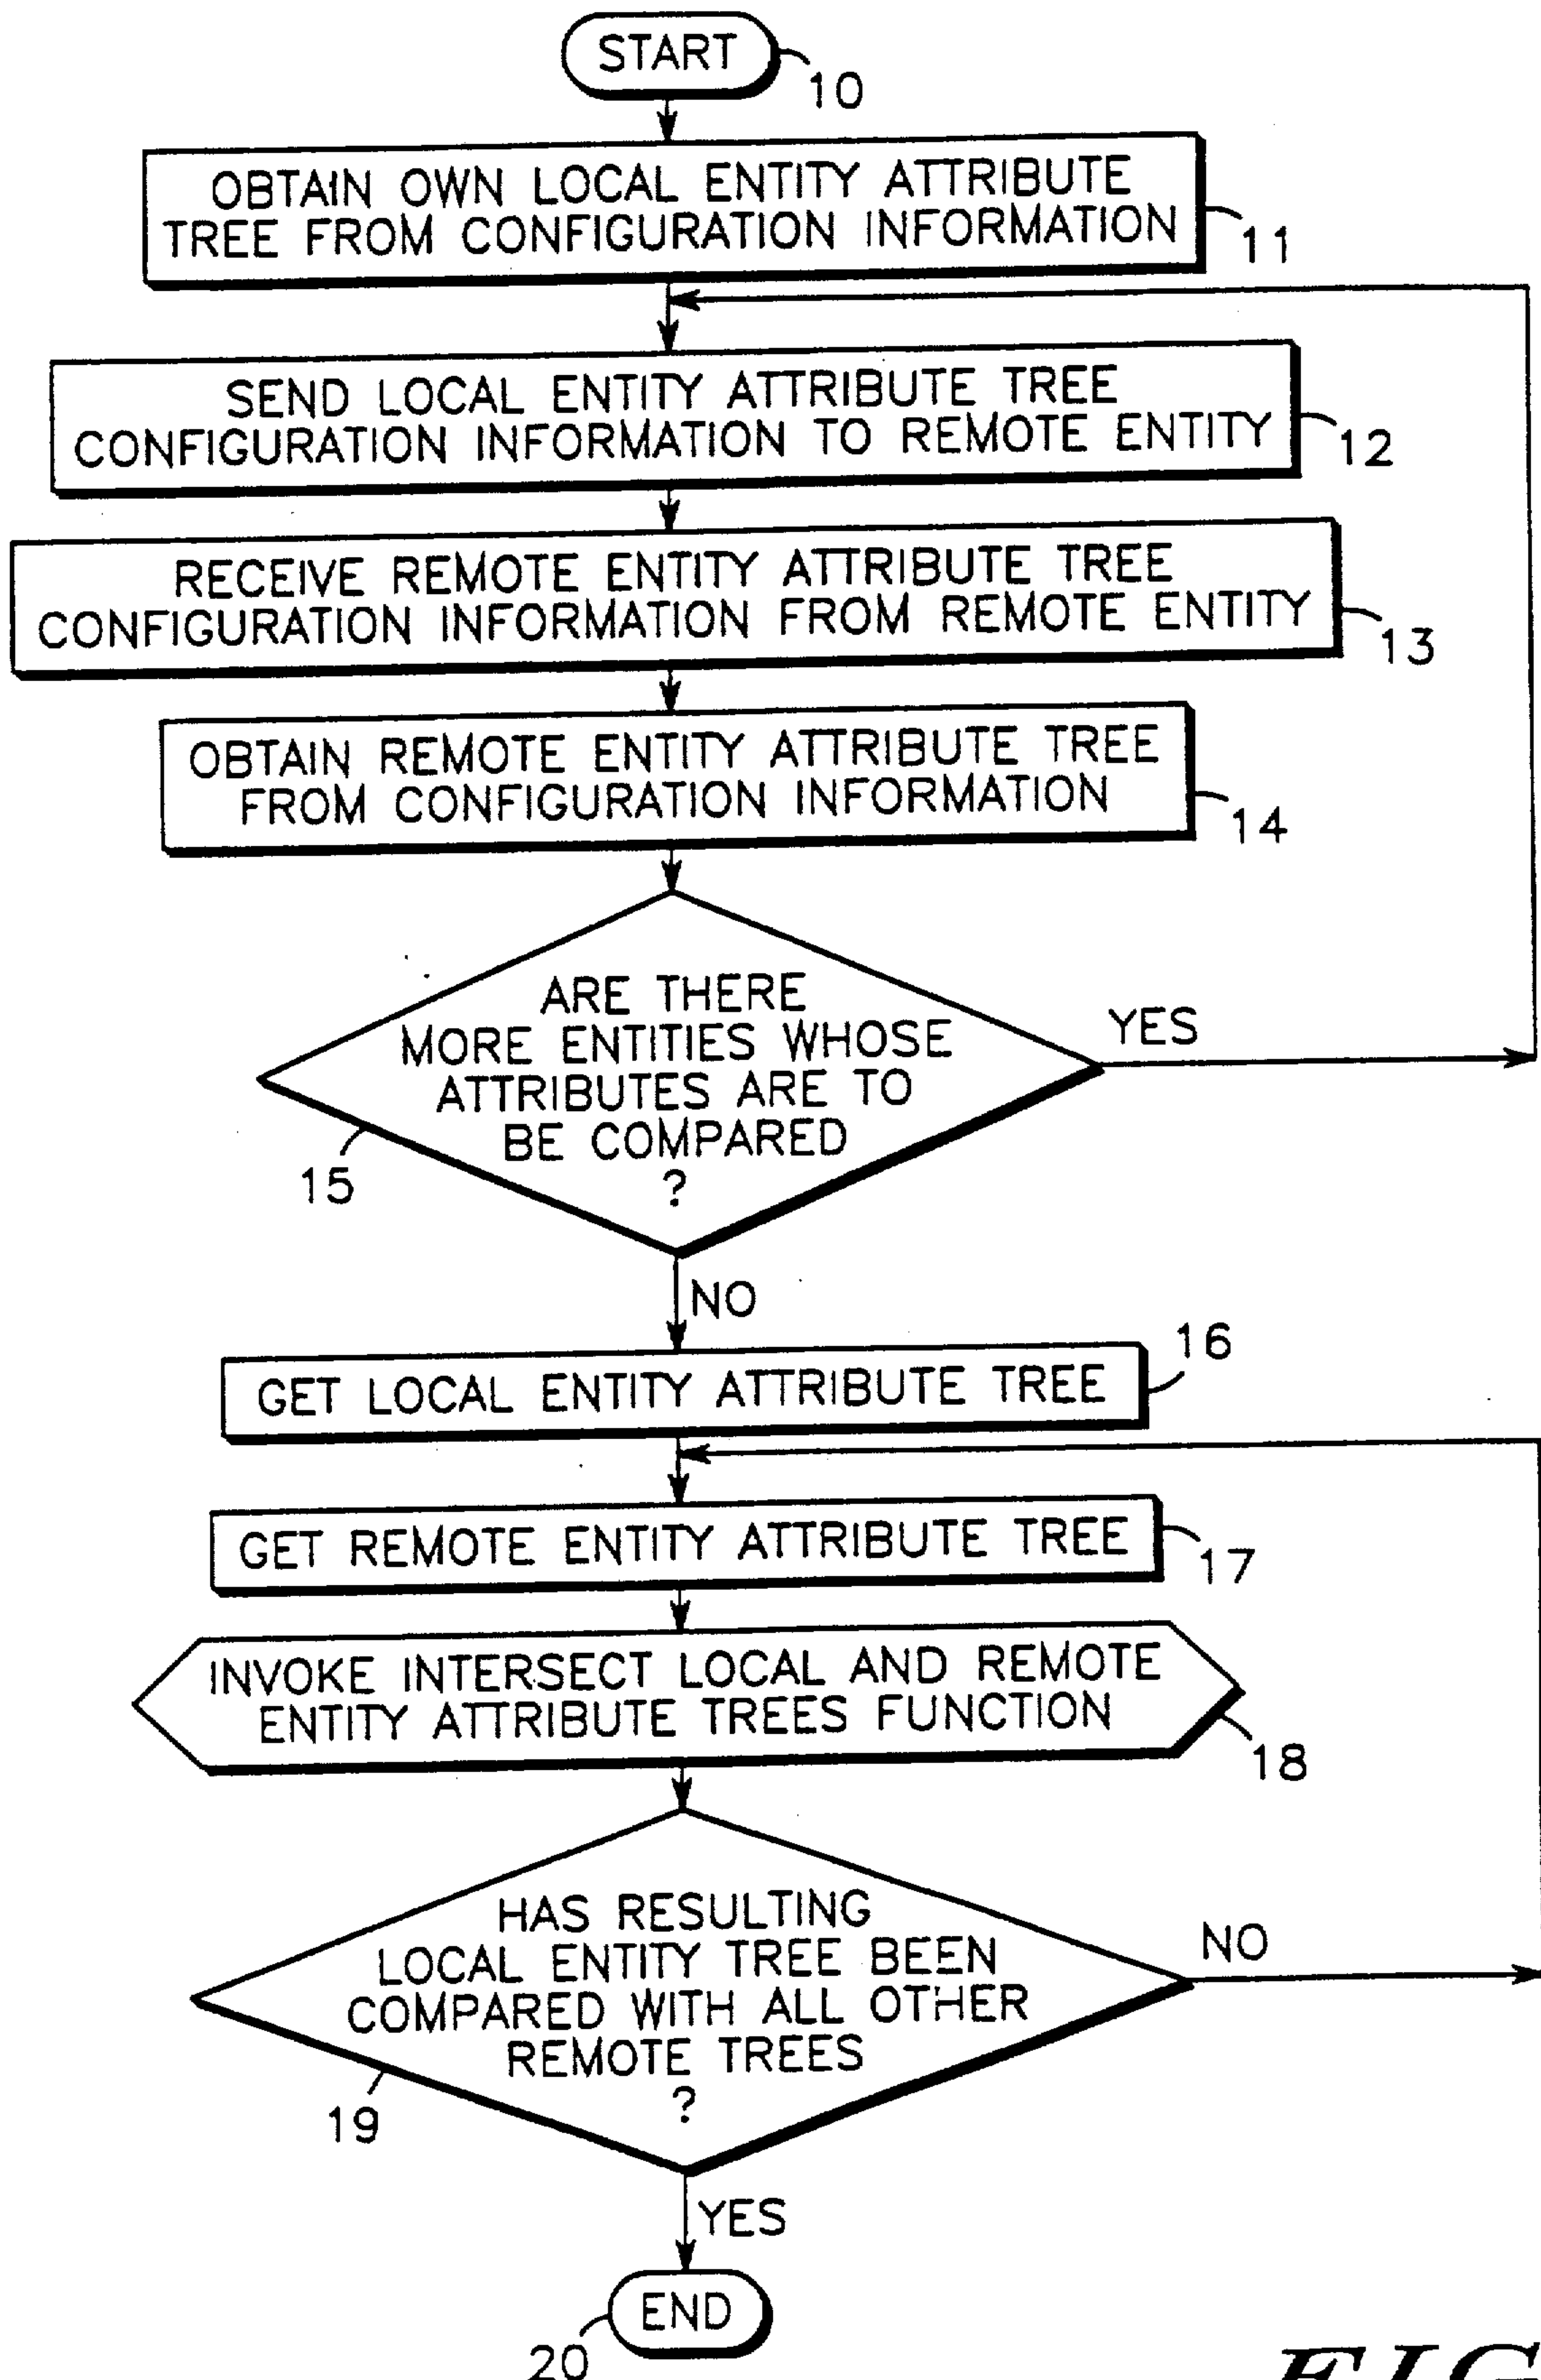 START
10
OBTAIN OWN LOCAL ENTITY ATTRIBUTE
TREE FROM CONFIGURATION INFORMATION
11
SEND LOCAL ENTITY ATTRIBUTE TREE
CONFIGURATION INFORMATION TO REMOTE ENTITY
12
RECEIVE REMOTE ENTITY ATTRIBUTE TREE
CONFIGURATION INFORMATION FROM REMOTE ENTITY
13
OBTAIN REMOTE ENTITY ATTRIBUTE TREE
FROM CONFIGURATION INFORMATION
14
ARE THERE
MORE ENTITIES WHOSE
ATTRIBUTES ARE TO
BE COMPARED
?
YES
15
NO
16
GET LOCAL ENTITY ATTRIBUTE TREE
GET REMOTE ENTITY ATTRIBUTE TREE
17
INVOKE INTERSECT LOCAL AND REMOTE
ENTITY ATTRIBUTE TREES FUNCTION
18
HAS RESULTING
LOCAL ENTITY TREE BEEN
COMPARED WITH ALL OTHER
REMOTE TREES
?
NO
19
YES
END
20
FIG